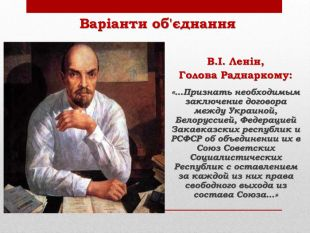 Варіанти об'єднання
В.І. Ленін,
Голова Раднаркому:
«...Признать необходимым
заключение договора
между Украиной,
Белоруссией, Федерацией
Закавказских республик и
РСФСР об объединении их в
Союз Советских
Социалистических
Республик с оставлением
за каждой из них права
свободного выхода из
состава Союза...»